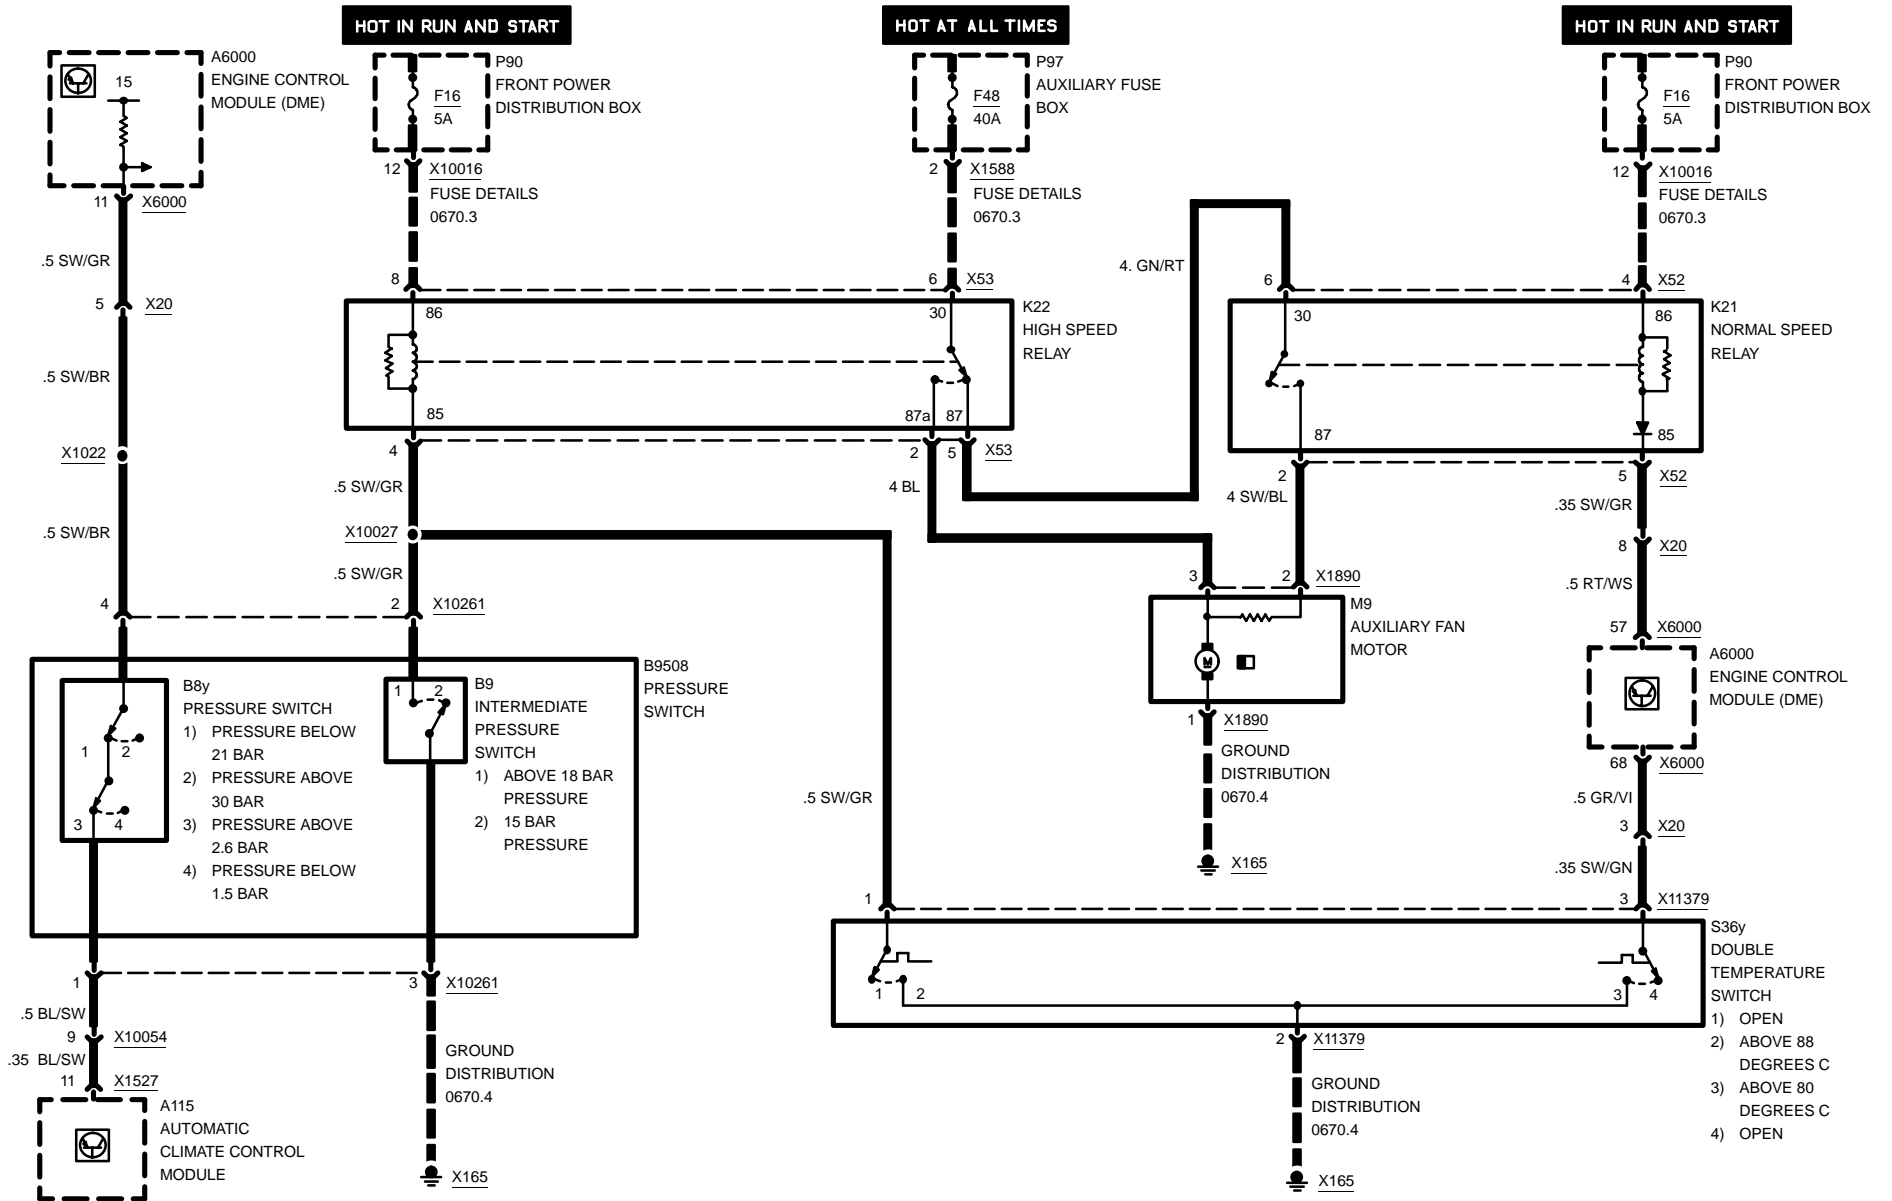 HOT IN RUN AND START
HOT AT ALL TIMES
HOT IN RUN AND START
A6000
ENGINE CONTROL
MODULE (DME)
15
11
X6000
.5 SW/GR
5
X20
.5 SW/BR
X1022
.5 SW/BR
4
P90
FRONT POWER
DISTRIBUTION BOX
F16
5A
12
X10016
FUSE DETAILS
0670.3
8
P97
AUXILIARY FUSE
BOX
F48
40A
2
X1588
FUSE DETAILS
0670.3
6
X53
P90
FRONT POWER
DISTRIBUTION BOX
F16
5A
12
X10016
FUSE DETAILS
0670.3
4. GN/RT
6
4
X52
K22
HIGH SPEED
RELAY
86
30
85
87a
87
4
2
5
X53
K21
NORMAL SPEED
RELAY
30
86
87
85
2
5
X52
.5 SW/GR
4 BL
4 SW/BL
.35 SW/GR
X10027
8
X20
.5 SW/GR
.5 RT/WS
2
X10261
3
2
X1890
57
X6000
M9
AUXILIARY FAN
MOTOR
M
1
X1890
GROUND
DISTRIBUTION
0670.4
X165
A6000
ENGINE CONTROL
MODULE (DME)
68
X6000
.5 GR/VI
3
X20
.35 SW/GN
B9508
PRESSURE
SWITCH
B8y
PRESSURE SWITCH
1) PRESSURE BELOW
21 BAR
2) PRESSURE ABOVE
30 BAR
3) PRESSURE ABOVE
2.6 BAR
4) PRESSURE BELOW
1.5 BAR
1
2
3
4
B9
INTERMEDIATE
PRESSURE
SWITCH
1) ABOVE 18 BAR
PRESSURE
2) 15 BAR
PRESSURE
1
2
.5 SW/GR
1
3
X11379
S36y
DOUBLE
TEMPERATURE
SWITCH
1) OPEN
2) ABOVE 88
DEGREES C
3) ABOVE 80
DEGREES C
4) OPEN
1
2
3
4
2
X11379
GROUND
DISTRIBUTION
0670.4
X165
1
3
X10261
.5 BL/SW
9
X10054
.35 BL/SW
11
X1527
A115
AUTOMATIC
CLIMATE CONTROL
MODULE
GROUND
DISTRIBUTION
0670.4
X165